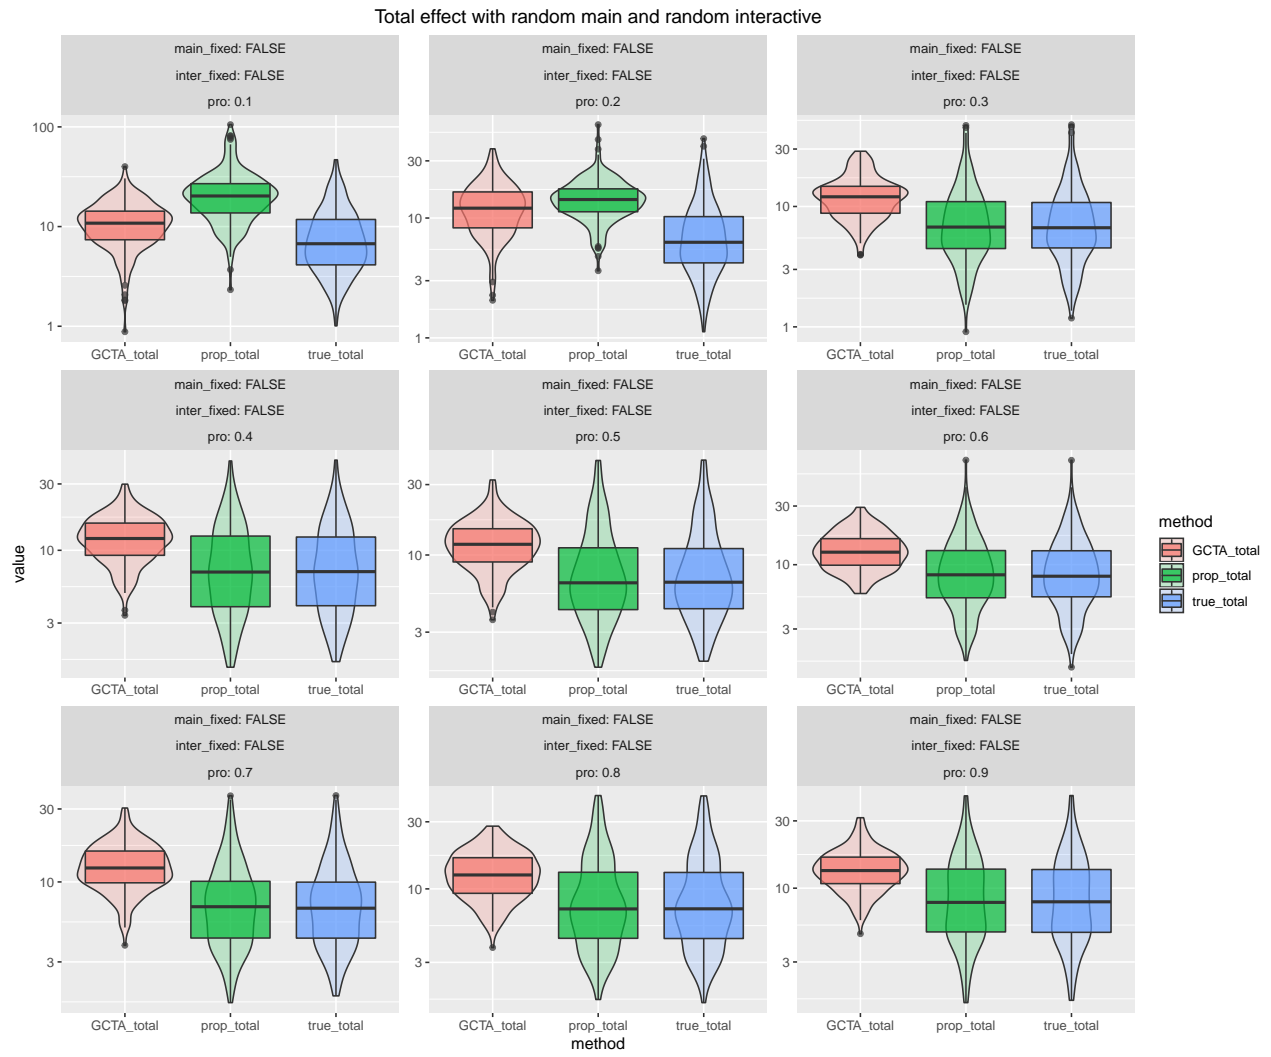 Total effect with random main and random interactive
main_fixed: FALSE
inter_fixed: FALSE
pro: 0.1
main_fixed: FALSE
inter_fixed: FALSE
pro: 0.2
main_fixed: FALSE
inter_fixed: FALSE
pro: 0.3
100
10
1
30
10
3
1
30
10
3
1
GCTA_total prop_total true_total
GCTA_total prop_total true_total
GCTA_total prop_total true_total
main_fixed: FALSE
inter_fixed: FALSE
pro: 0.4
main_fixed: FALSE
inter_fixed: FALSE
pro: 0.5
main_fixed: FALSE
inter_fixed: FALSE
pro: 0.6
30
10
3
30
10
3
30
10
3
GCTA_total prop_total true_total
GCTA_total prop_total true_total
GCTA_total prop_total true_total
main_fixed: FALSE
inter_fixed: FALSE
pro: 0.7
main_fixed: FALSE
inter_fixed: FALSE
pro: 0.8
main_fixed: FALSE
inter_fixed: FALSE
pro: 0.9
30
10
3
30
10
3
30
10
3
GCTA_total prop_total true_total
GCTA_total prop_total true_total
GCTA_total prop_total true_total
value
method
method
GCTA_total
prop_total
true_total